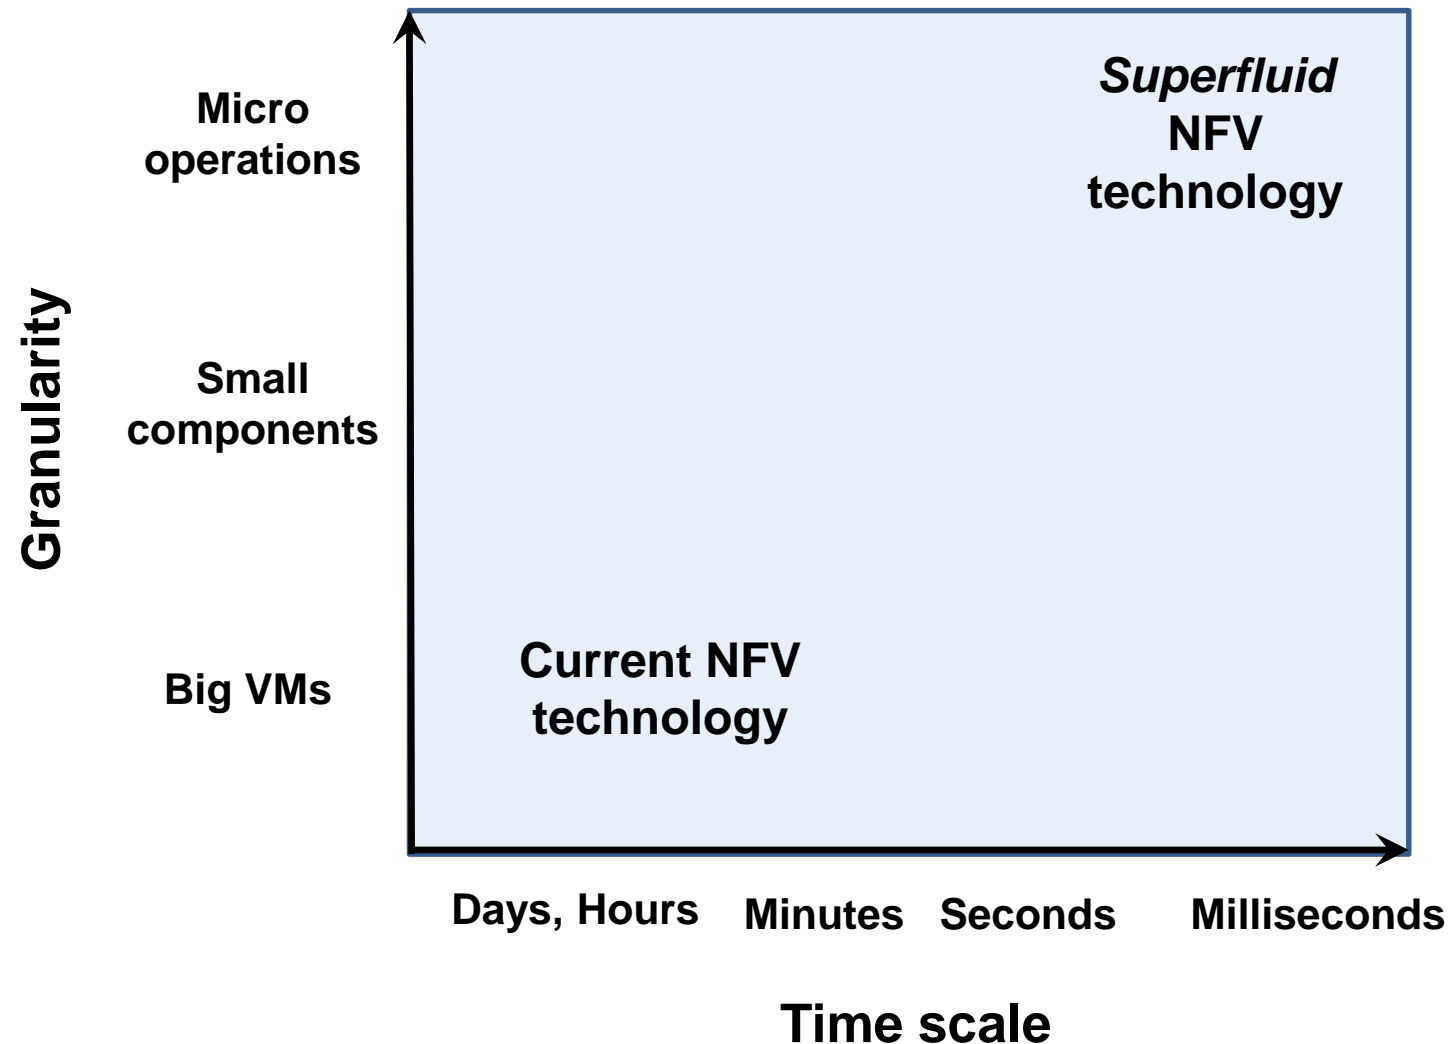 Superfluid
NFV
technology
Micro
operations
Granularity
Small
components
Current NFV
technology
Big VMs
Days, Hours Minutes Seconds Milliseconds
Time scale